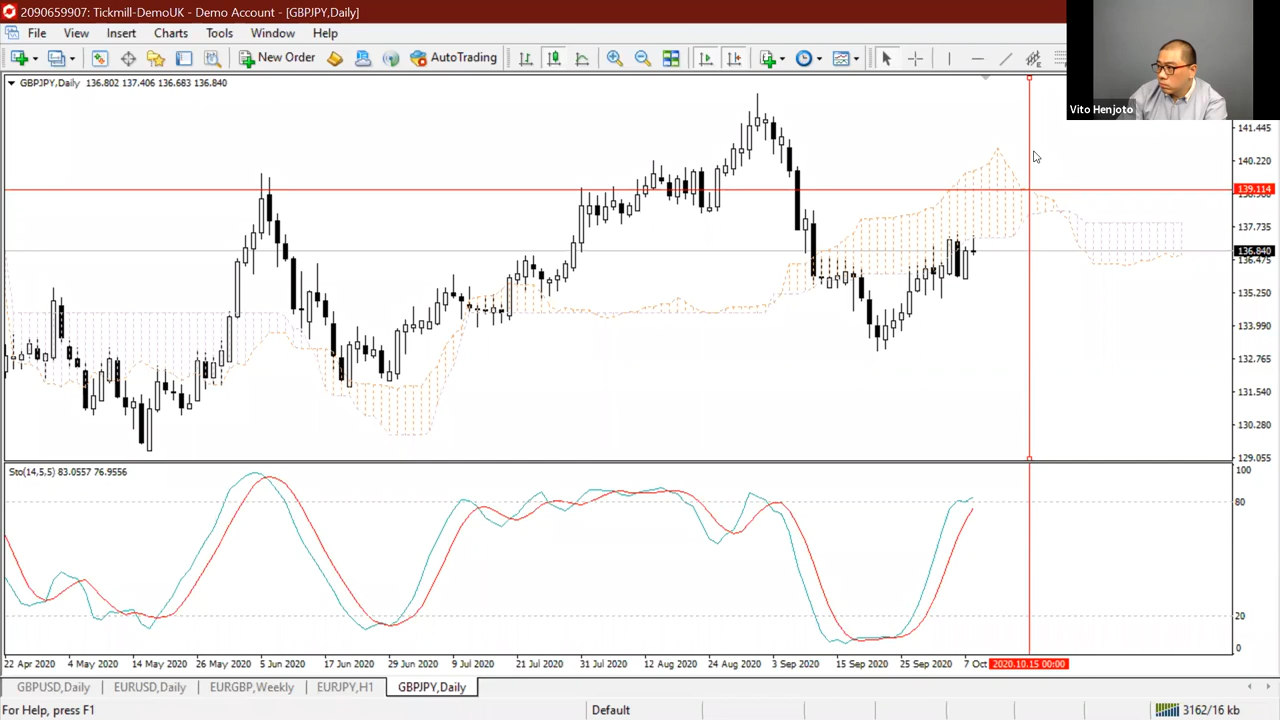 2090659907: Tickmill-DemoUK - Demo Account - [GBPJPY,Daily]
File View Insert Charts Tools Window Help
New Order AutoTrading
Vito Henjoto
GBPJPY,Daily 136.802 137.406 136.683 136.840
141.445
140.220
139.114
137.735
136.840
136.475
135.250
133.990
132.765
131.540
130.280
129.055
Sto(14,5,5) 83.0557 76.9556
100
80
20
0
22 Apr 2020 4 May 2020 14 May 2020 26 May 2020 5 Jun 2020 17 Jun 2020 29 Jun 2020 9 Jul 2020 21 Jul 2020 31 Jul 2020 12 Aug 2020 24 Aug 2020 3 Sep 2020 15 Sep 2020 25 Sep 2020 7 Oct 2020.10.15 00:00
GBPUSD,Daily EURUSD,Daily EURGBP,Weekly EURJPY,H1 GBPJPY,Daily
For Help, press F1 Default 3162/16 kb